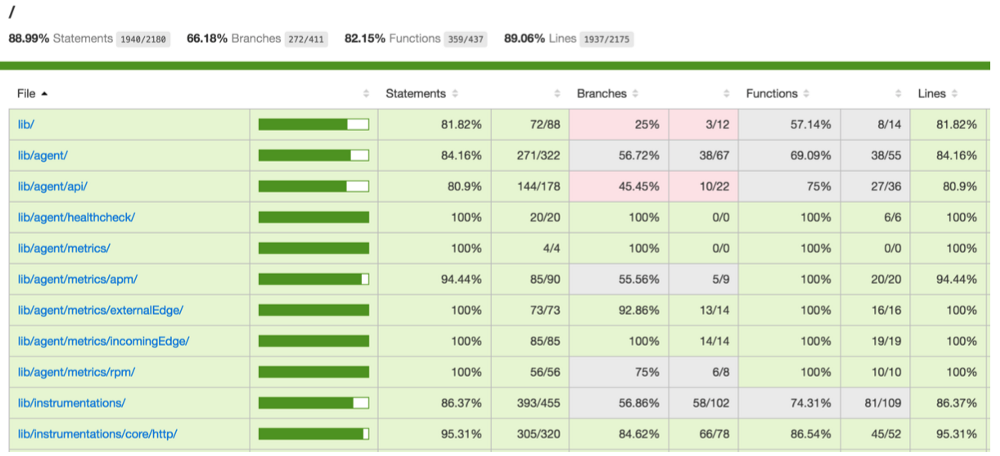 /
88.99% Statements 1940/2180 66.18% Branches 272/411 82.15% Functions 359/437 89.06% Lines 1937/2175
File Statements Branches Functions Lines
lib/ 81.82% 72/88 25% 3/12 57.14% 8/14 81.82%
lib/agent/ 84.16% 271/322 56.72% 38/67 69.09% 38/55 84.16%
lib/agent/api/ 80.9% 144/178 45.45% 10/22 75% 27/36 80.9%
lib/agent/healthcheck/ 100% 20/20 100% 0/0 100% 6/6 100%
lib/agent/metrics/ 100% 4/4 100% 0/0 100% 0/0 100%
lib/agent/metrics/apm/ 94.44% 85/90 55.56% 5/9 100% 20/20 94.44%
lib/agent/metrics/externalEdge/ 100% 73/73 92.86% 13/14 100% 16/16 100%
lib/agent/metrics/incomingEdge/ 100% 85/85 100% 14/14 100% 19/19 100%
lib/agent/metrics/rpm/ 100% 56/56 75% 6/8 100% 10/10 100%
lib/instrumentations/ 86.37% 393/455 56.86% 58/102 74.31% 81/109 86.37%
lib/instrumentations/core/http/ 95.31% 305/320 84.62% 66/78 86.54% 45/52 95.31%